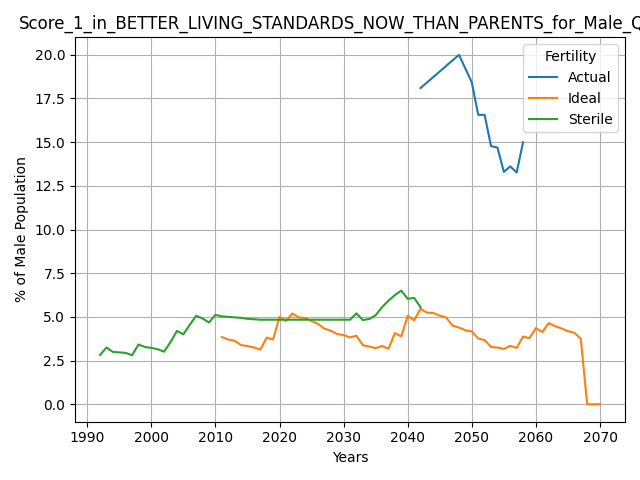 Score_1_in_BETTER_LIVING_STANDARDS_NOW_THAN_PARENTS_for_Male_Q
Fertility
Actual
Ideal
Sterile
% of Male Population
20.0
17.5
15.0
12.5
10.0
7.5
5.0
2.5
0.0
1990 2000 2010 2020 2030 2040 2050 2060 2070
Years